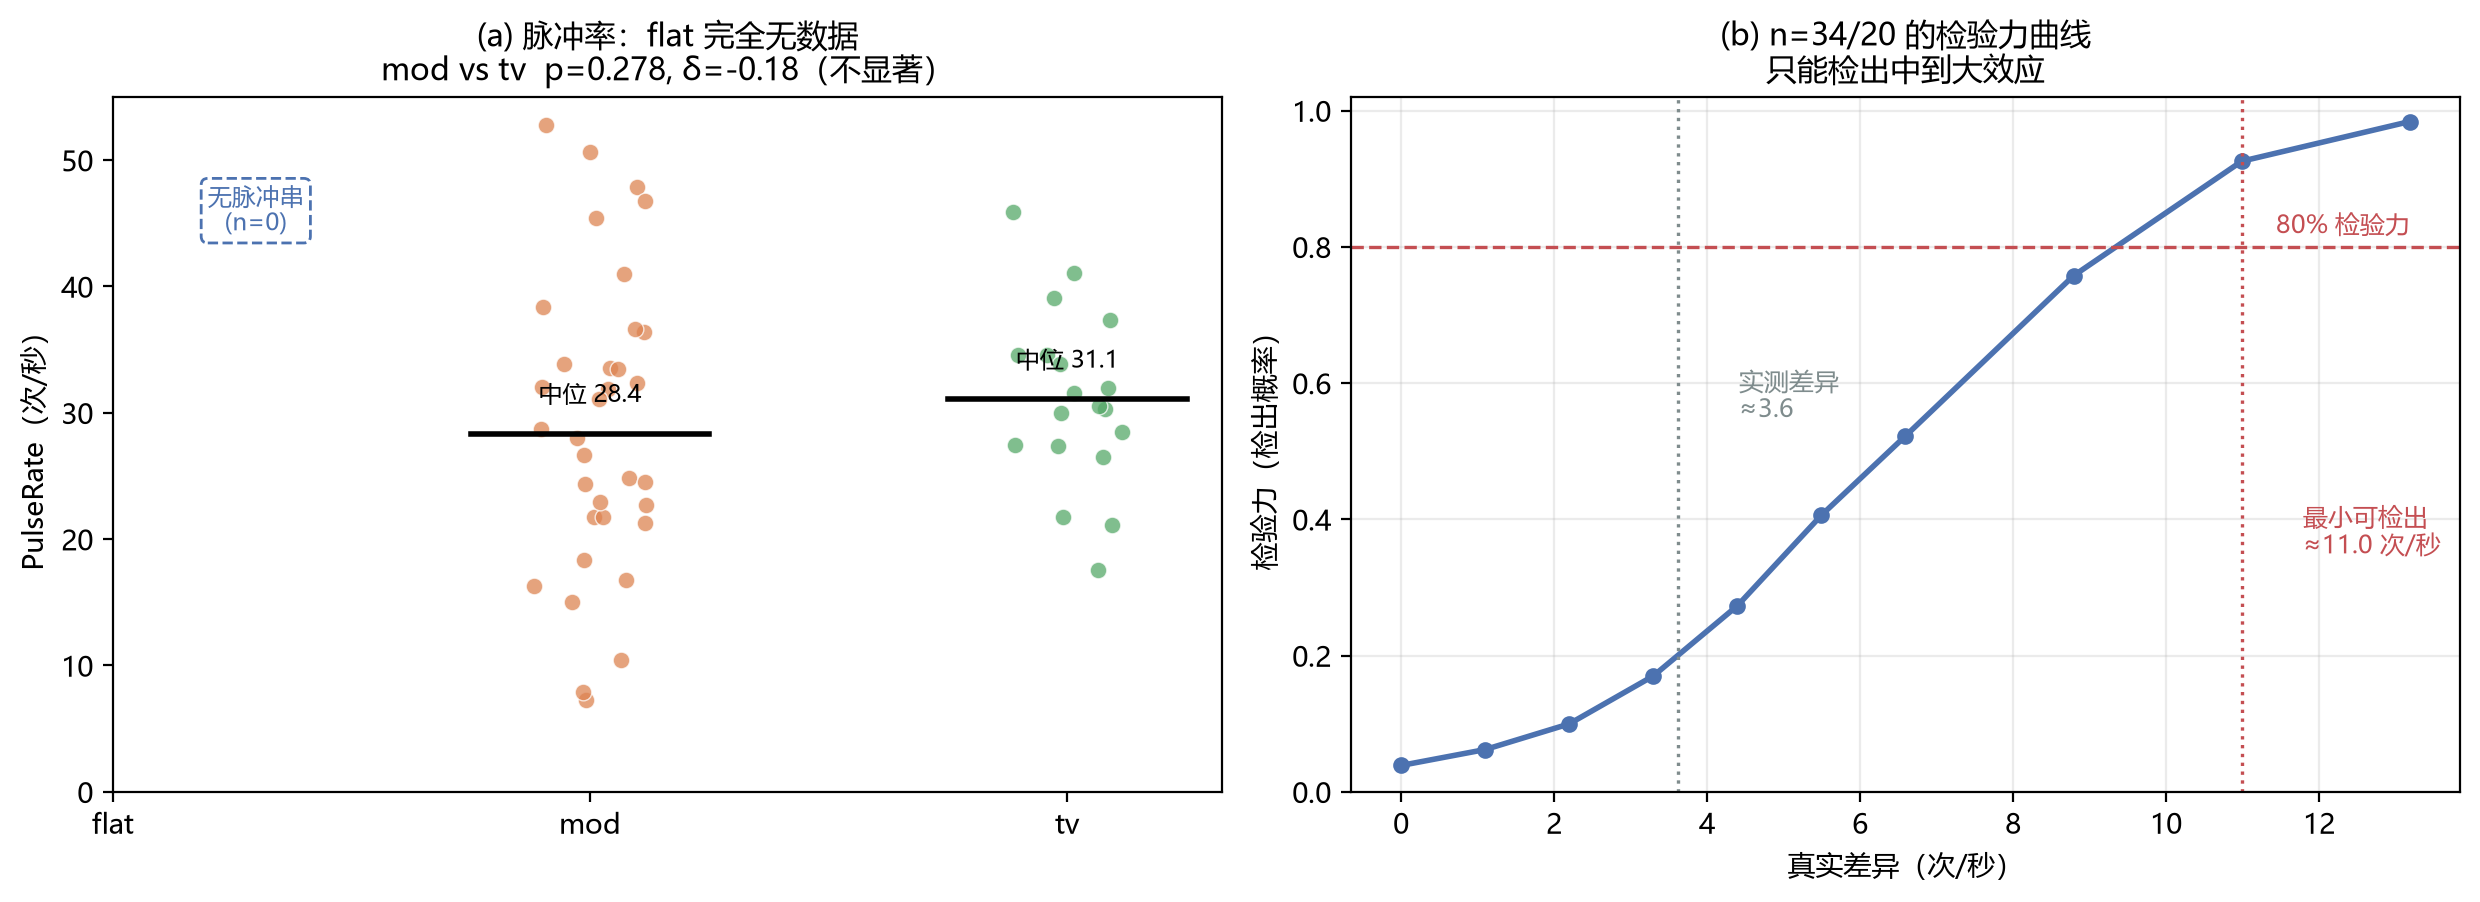 (a) 脉冲率：flat 完全无数据
mod vs tv  p=0.278, δ=-0.18（不显著）
PulseRate（次/秒）
50
40
30
20
10
0
无脉冲串
(n=0)
中位 28.4
中位 31.1
flat
mod
tv
(b) n=34/20 的检验力曲线
只能检出中到大效应
检验力（检出概率）
1.0
0.8
0.6
0.4
0.2
0.0
80% 检验力
实测差异
≈3.6
最小可检出
≈11.0 次/秒
0
2
4
6
8
10
12
真实差异（次/秒）